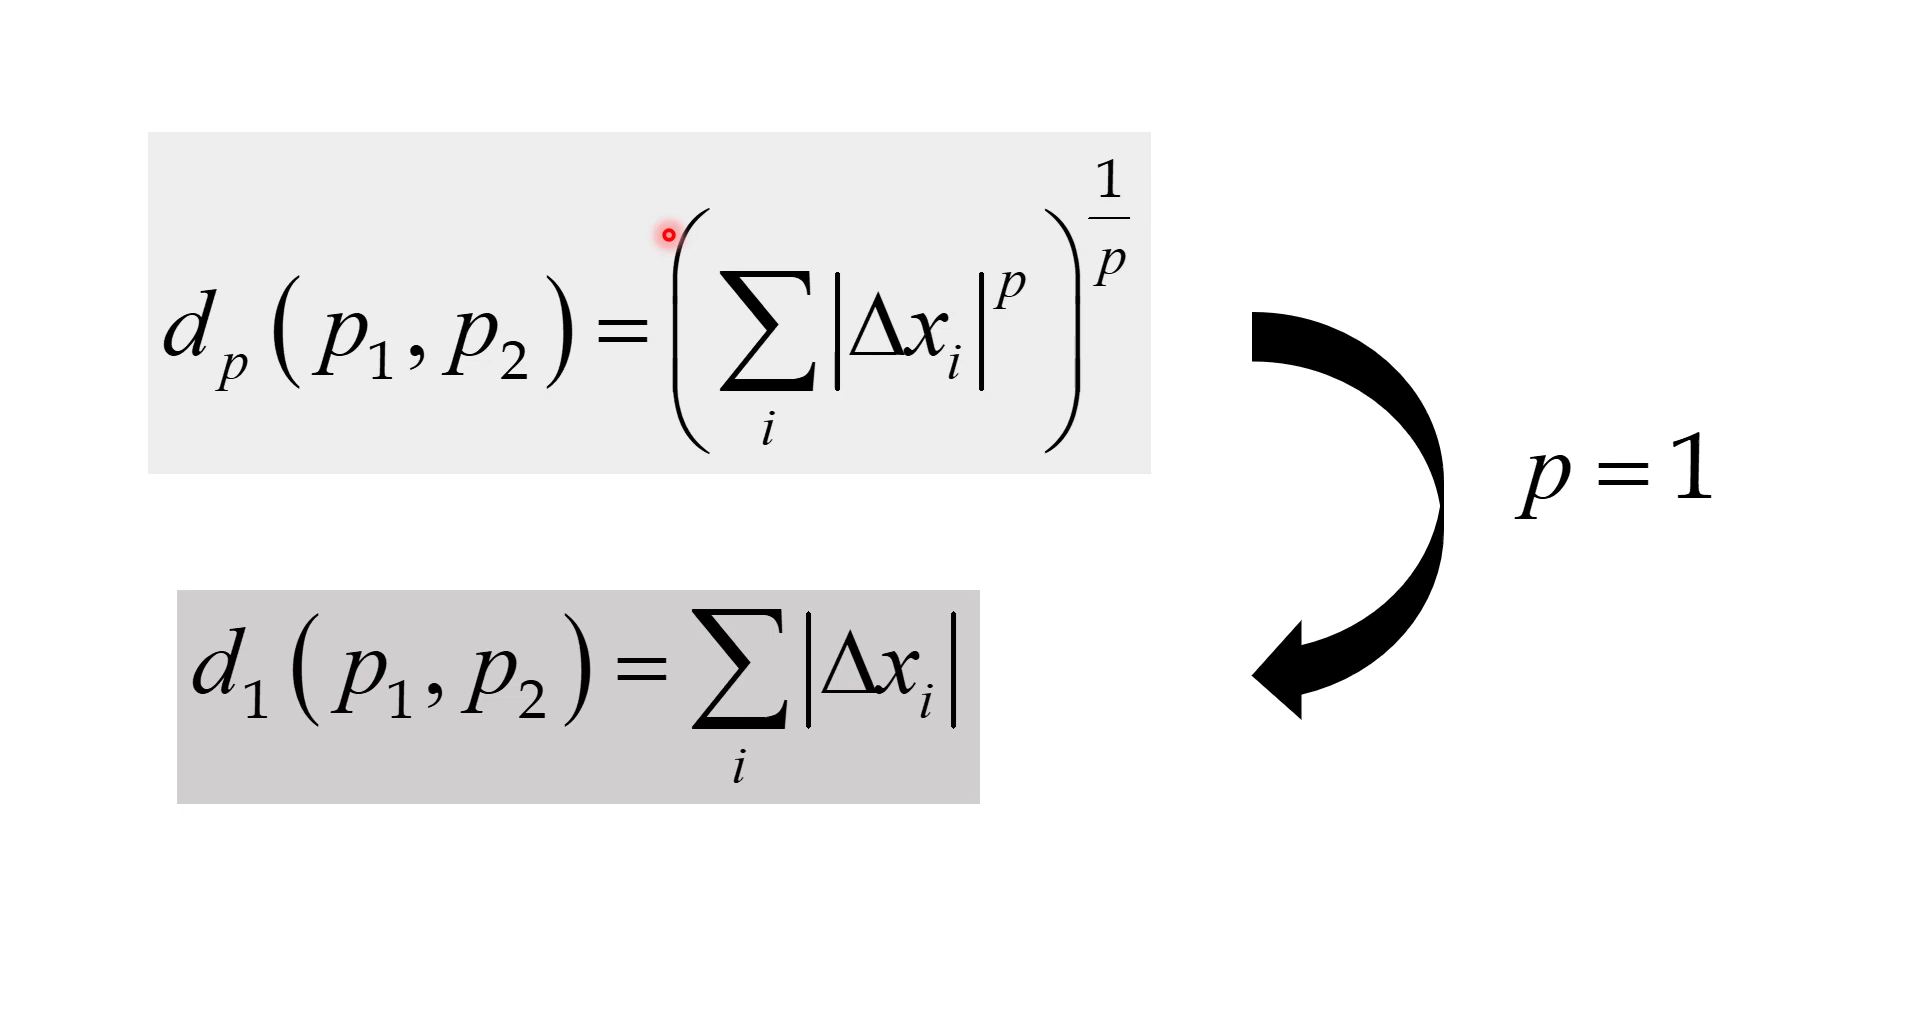 d_p(p_1, p_2) = (∑_i |Δx_i|^p)^{1/p}
p = 1
d_1(p_1, p_2) = ∑_i |Δx_i|